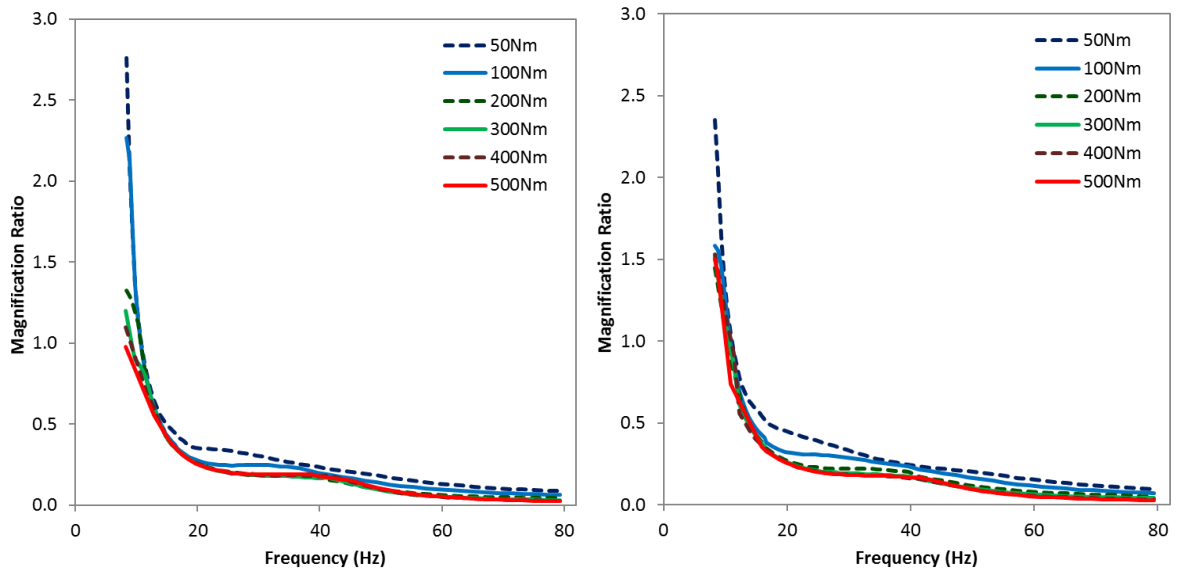 3.0
2.5
2.0
1.5
1.0
0.5
0.0
Magnification Ratio
50Nm
100Nm
200Nm
300Nm
400Nm
500Nm
0 20 40 60 80
Frequency (Hz)
3.0
2.5
2.0
1.5
1.0
0.5
0.0
Magnification Ratio
50Nm
100Nm
200Nm
300Nm
400Nm
500Nm
0 20 40 60 80
Frequency (Hz)